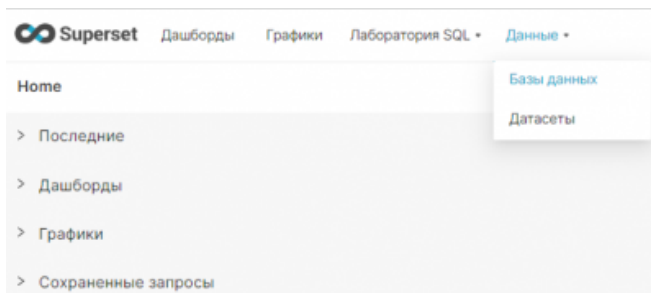 Superset Дашборды Графики Лаборатория SQL Данные
Базы данных
Home
Датасеты
> Последние
> Дашборды
> Графики
> Сохраненные запросы